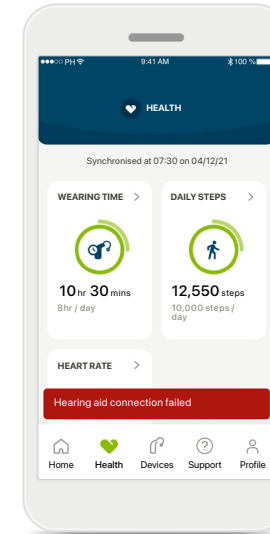 PH 9:41 AM 100 %
HEALTH
Synchronised at 07:30 on 04/12/21
WEARING TIME > DAILY STEPS >
10 hr 30 mins 12,550 steps
8hr / day 10,000 steps /
day
HEART RATE >
Hearing aid connection failed
Home Health Devices Support Profile